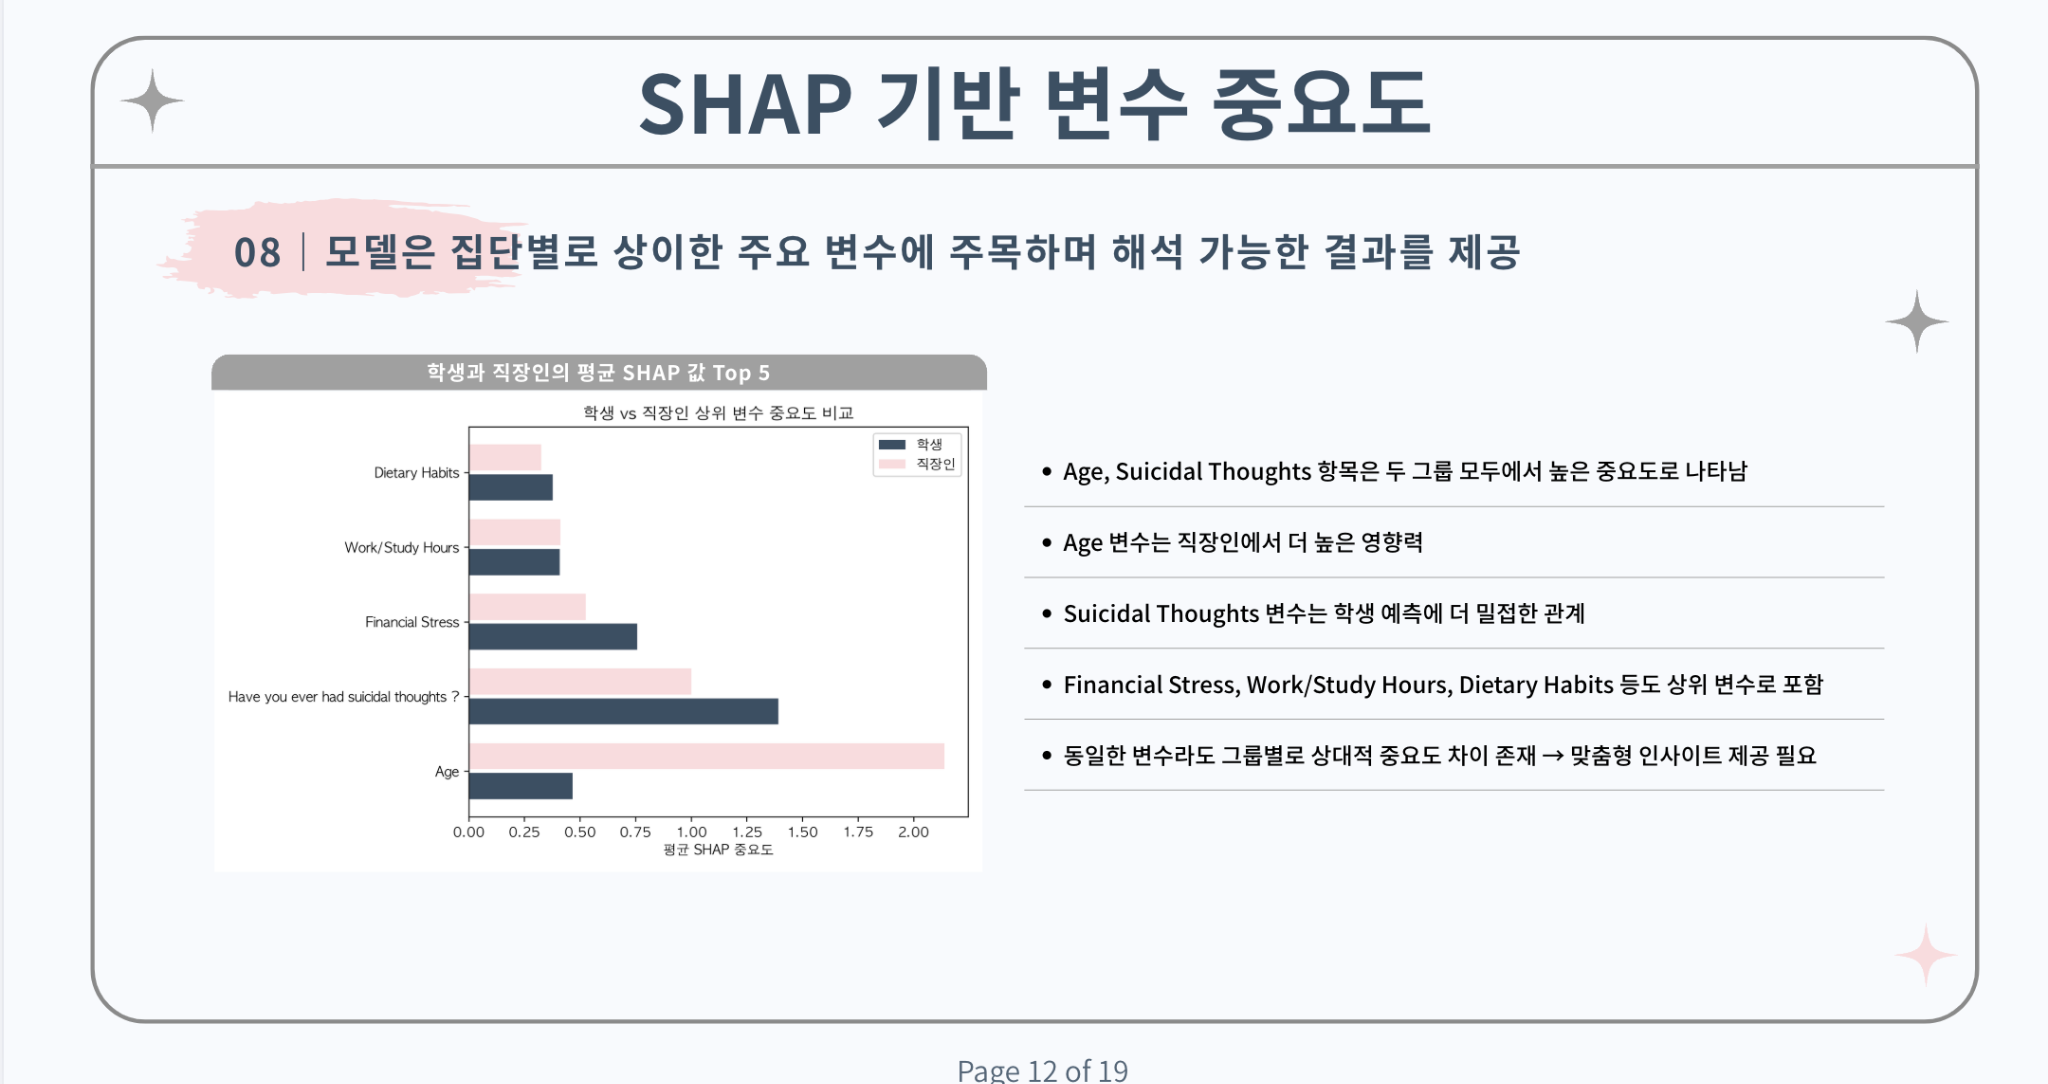 SHAP 기반 변수 중요도
08 | 모델은 집단별로 상이한 주요 변수에 주목하며 해석 가능한 결과를 제공
학생과 직장인의 평균 SHAP 값 Top 5
학생 vs 직장인 상위 변수 중요도 비교
학생
직장인
Dietary Habits
Work/Study Hours
Financial Stress
Have you ever had suicidal thoughts ?
Age
0.00 0.25 0.50 0.75 1.00 1.25 1.50 1.75 2.00
평균 SHAP 중요도
• Age, Suicidal Thoughts 항목은 두 그룹 모두에서 높은 중요도로 나타남
• Age 변수는 직장인에서 더 높은 영향력
• Suicidal Thoughts 변수는 학생 예측에 더 밀접한 관계
• Financial Stress, Work/Study Hours, Dietary Habits 등도 상위 변수로 포함
• 동일한 변수라도 그룹별로 상대적 중요도 차이 존재 → 맞춤형 인사이트 제공 필요
Page 12 of 19